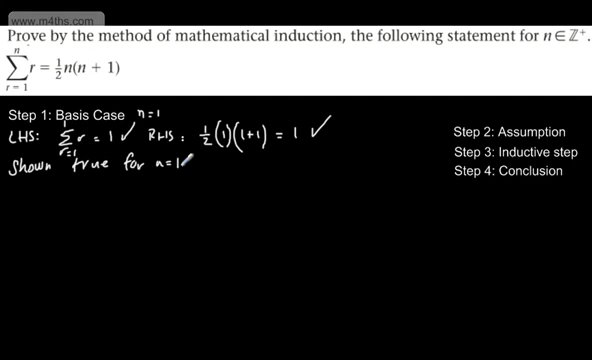 www.m4ths.com
Prove by the method of mathematical induction, the following statement for n ∈ ℤ⁺.
n
∑ r = ½n(n + 1)
r = 1
Step 1: Basis Case n=1
LHS: 1∑r=1 r = 1 ✓ RHS: ½(1)(1+1) = 1 ✓
Shown true for n=1
Step 2: Assumption
Step 3: Inductive step
Step 4: Conclusion